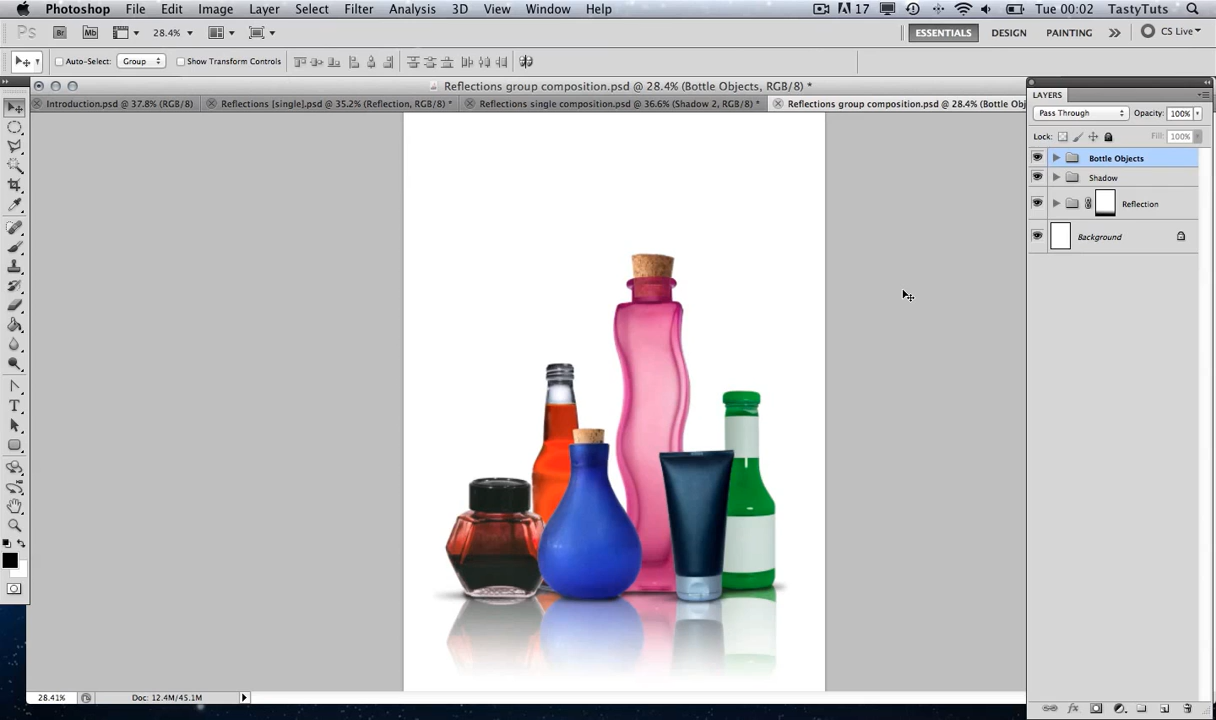 Photoshop File Edit Image Layer Select Filter Analysis 3D View Window Help 17 Tue 00:02 TastyTuts
Ps Br Mb 28.4% ESSENTIALS DESIGN PAINTING CS Live
Auto-Select: Group Show Transform Controls
Reflections group composition.psd @ 28.4% (Bottle Objects, RGB/8) *
Introduction.psd @ 37.8% (RGB/8) Reflections [single].psd @ 35.2% (Reflection, RGB/8) * Reflections single composition.psd @ 36.6% (Shadow 2, RGB/8) * Reflections group composition.psd @ 28.4% (Bottle Obj
LAYERS
Pass Through Opacity: 100%
Lock: Fill: 100%
Bottle Objects
Shadow
Reflection
Background
T
28.41% Doc: 12.4M/45.1M
fx